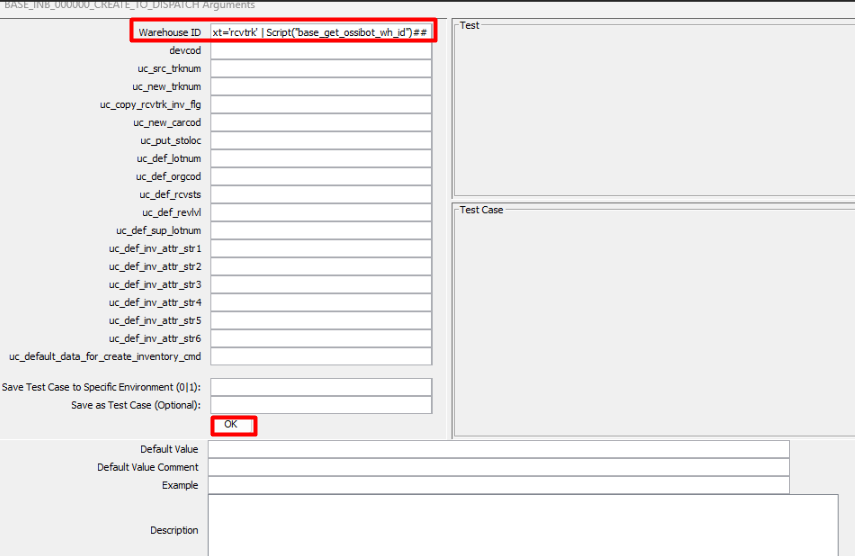 BASE_INB_000000_CREATE_TO_DISPATCH Arguments
Warehouse ID xt='rcvtrk' | Script("base_get_ossibot_wh_id")##
Test
devcod
uc_src_trknum
uc_new_trknum
uc_copy_rcvtrk_inv_flg
uc_new_carcod
uc_put_stoloc
uc_def_lotnum
uc_def_orgcod
uc_def_rcvsts
uc_def_revlvl
Test Case
uc_def_sup_lotnum
uc_def_inv_attr_str1
uc_def_inv_attr_str2
uc_def_inv_attr_str3
uc_def_inv_attr_str4
uc_def_inv_attr_str5
uc_def_inv_attr_str6
uc_default_data_for_create_inventory_cmd
Save Test Case to Specific Environment (0|1):
Save as Test Case (Optional):
OK
Default Value
Default Value Comment
Example
Description